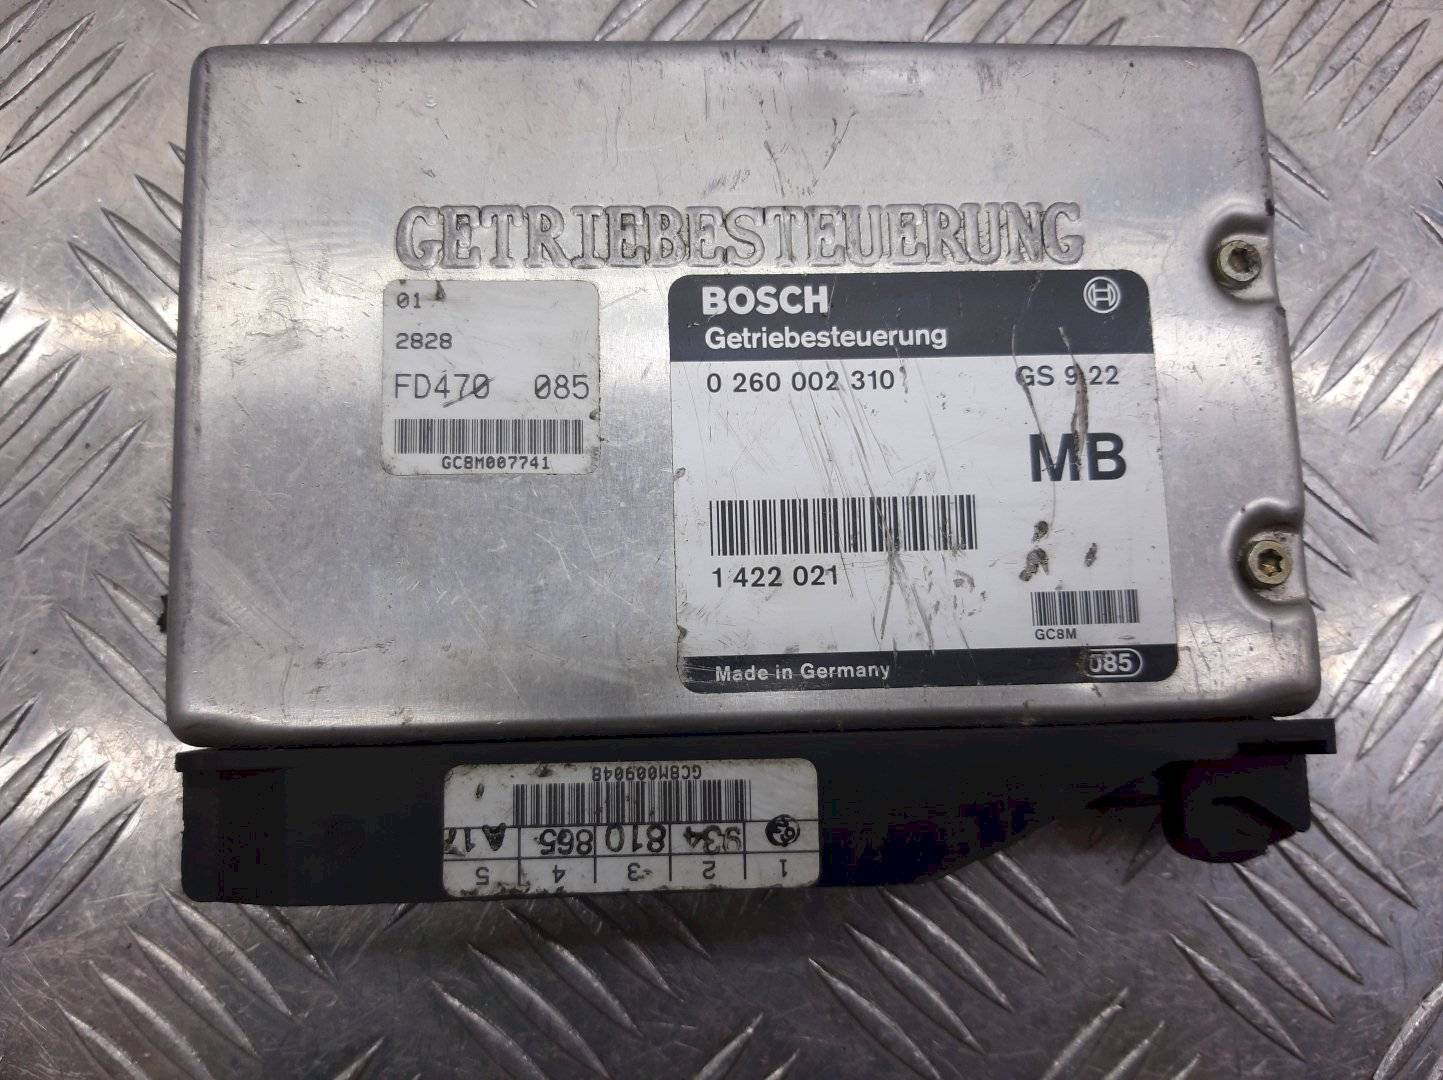 GETRIEBESTEUERUNG
01
2828
FD470 085
GC8M007741
BOSCH
Getriebesteuerung
0 260 002 310 GS 9.22
MB
1 422 021
GC8M
Made in Germany 085
1 2 3 4 5
934 810 865 A17
GC8M009048